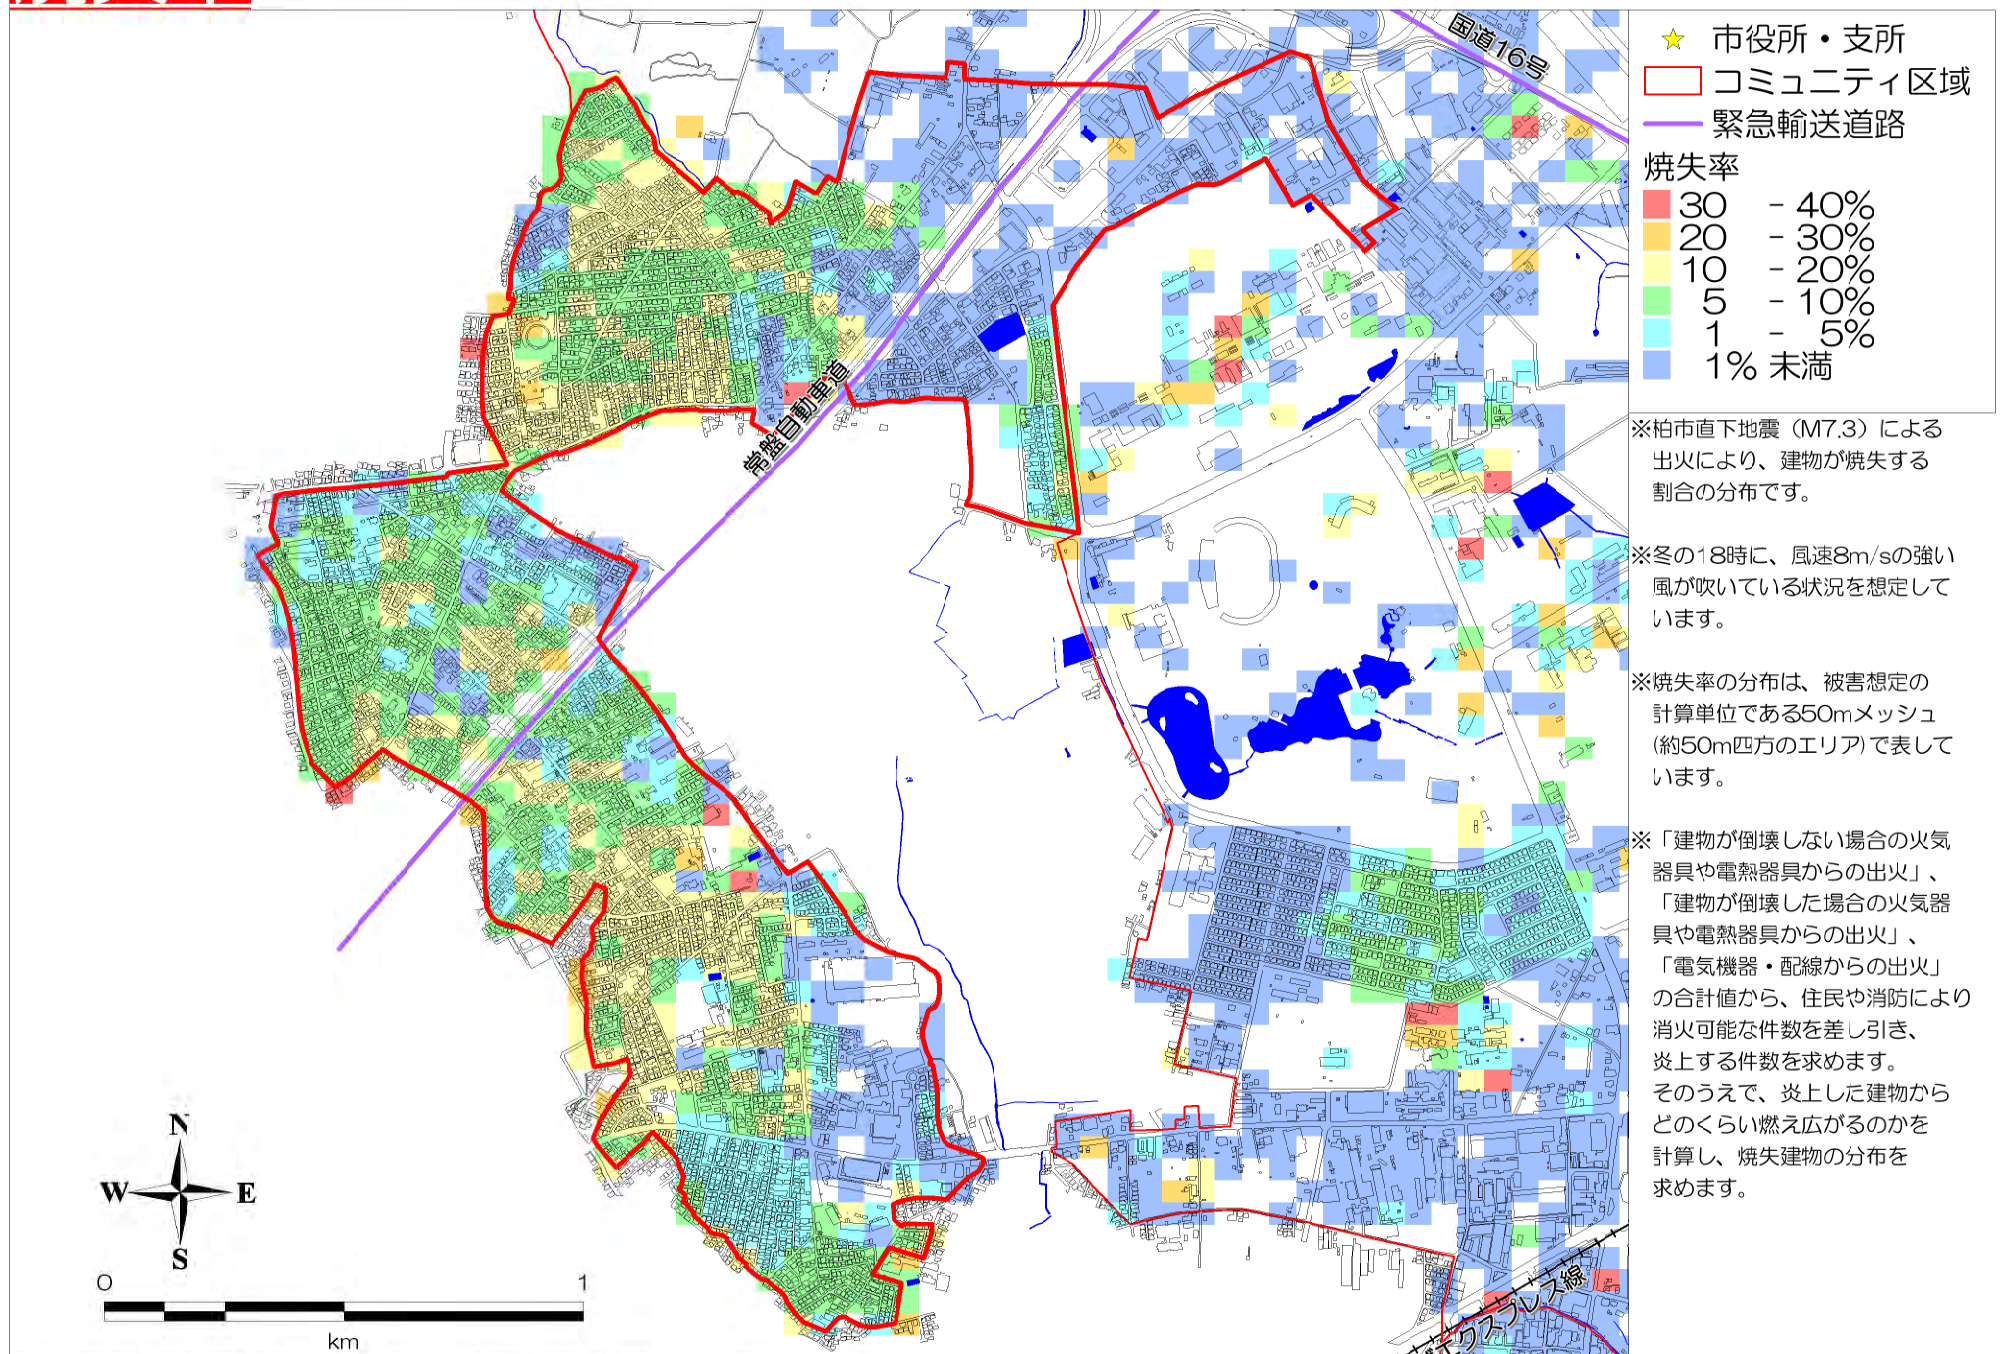 国道16号
常磐自動車道
クスプレス線
N
W
E
S
0
1
km
市役所・支所
コミュニティ区域
緊急輸送道路
焼失率
30 - 40%
20 - 30%
10 - 20%
5 - 10%
1 - 5%
1% 未満
※柏市直下地震（M7.3）による
出火により、建物が焼失する
割合の分布です。
※冬の18時に、風速8m/sの強い
風が吹いている状況を想定して
います。
※焼失率の分布は、被害想定の
計算単位である50mメッシュ
(約50m四方のエリア)で表して
います。
※「建物が倒壊しない場合の火気
器具や電熱器具からの出火」、
「建物が倒壊した場合の火気器
具や電熱器具からの出火」、
「電気機器・配線からの出火」
の合計値から、住民や消防により
消火可能な件数を差し引き、
炎上する件数を求めます。
そのうえで、炎上した建物から
どのくらい燃え広がるのかを
計算し、焼失建物の分布を
求めます。